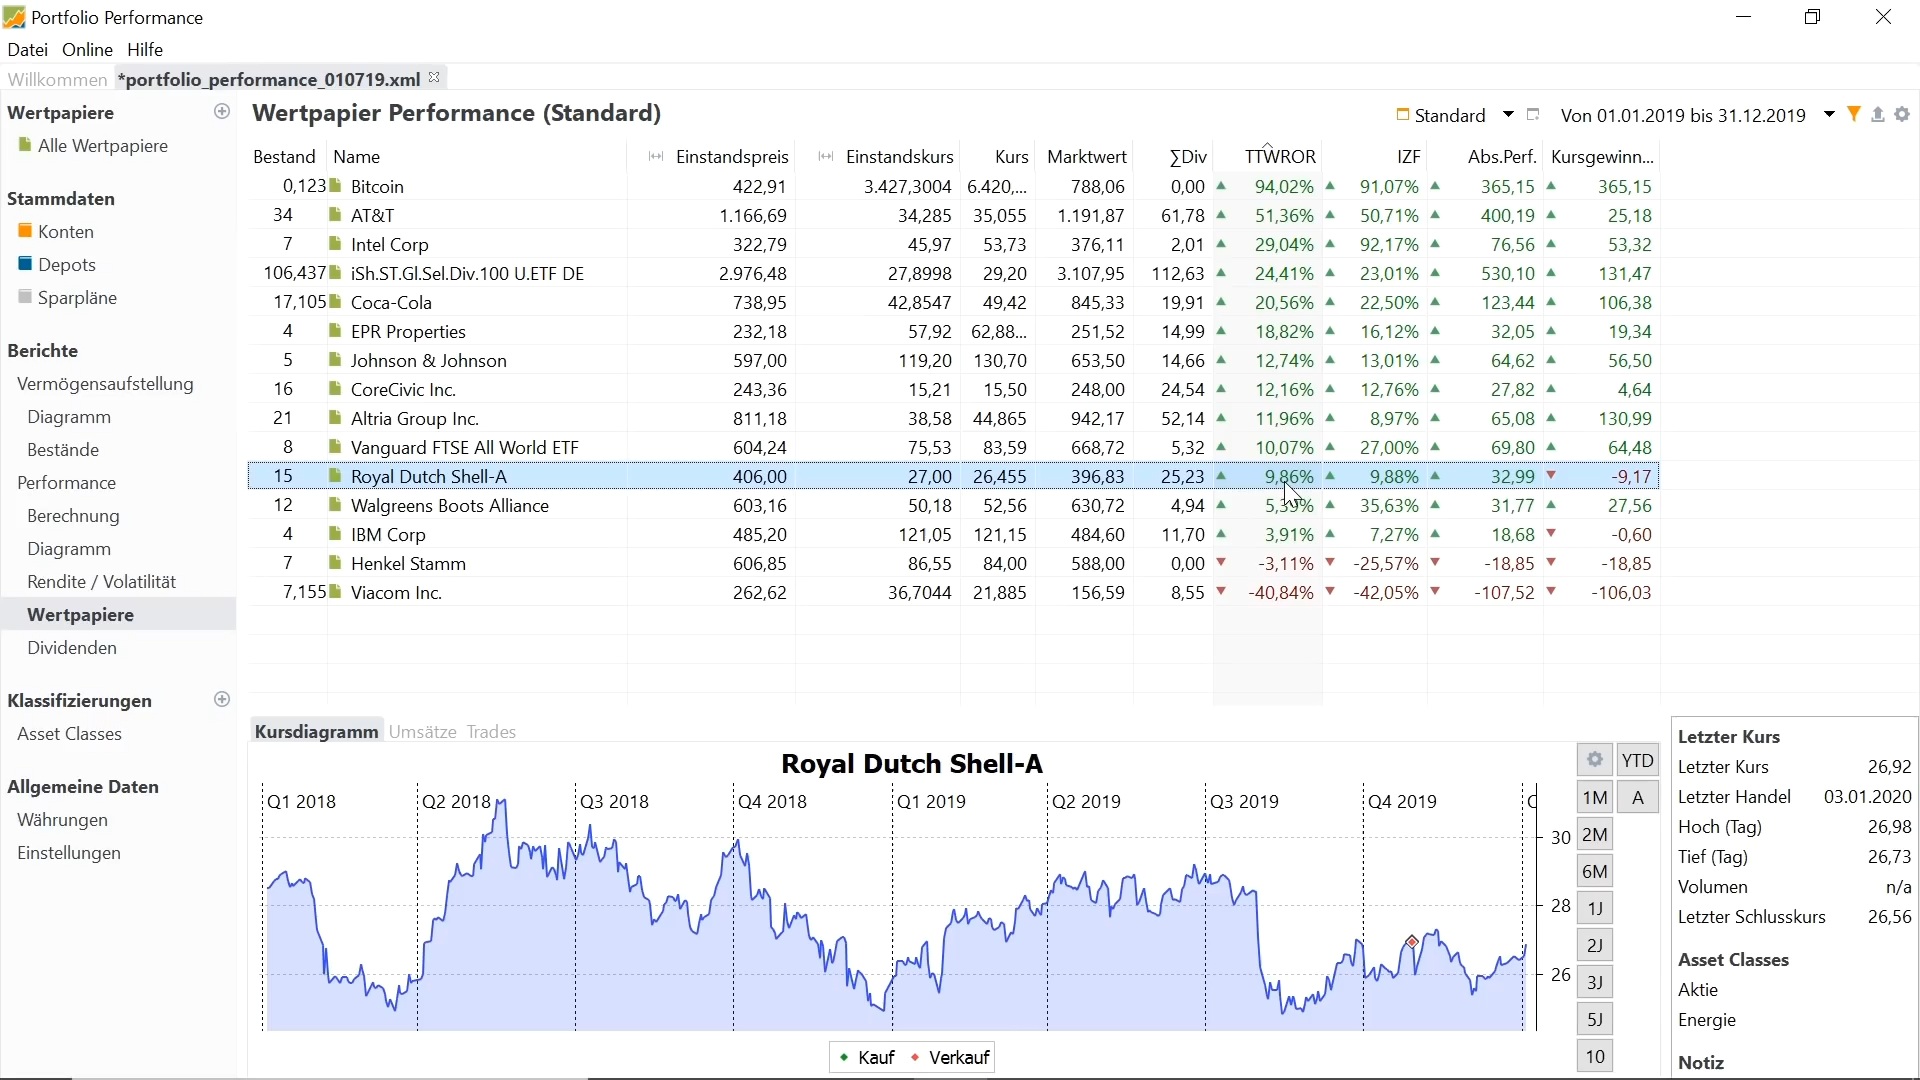 Portfolio Performance
Datei Online Hilfe
Willkommen *portfolio_performance_010719.xml
Wertpapiere
Alle Wertpapiere
Stammdaten
Konten
Depots
Sparpläne
Berichte
Vermögensaufstellung
Diagramm
Bestände
Performance
Berechnung
Diagramm
Rendite / Volatilität
Wertpapiere
Dividenden
Klassifizierungen
Asset Classes
Allgemeine Daten
Währungen
Einstellungen
Wertpapier Performance (Standard)
Standard Von 01.01.2019 bis 31.12.2019
Bestand Name Einstandspreis Einstandskurs Kurs Marktwert ∑Div TTWROR IZF Abs.Perf. Kursgewinn...
0,123 Bitcoin 422,91 3.427,3004 6.420,... 788,06 0,00 94,02% 91,07% 365,15 365,15
34 AT&T 1.166,69 34,285 35,055 1.191,87 61,78 51,36% 50,71% 400,19 25,18
7 Intel Corp 322,79 45,97 53,73 376,11 2,01 29,04% 92,17% 76,56 53,32
106,437 iSh.ST.Gl.Sel.Div.100 U.ETF DE 2.976,48 27,8998 29,20 3.107,95 112,63 24,41% 23,01% 530,10 131,47
17,105 Coca-Cola 738,95 42,8547 49,42 845,33 19,91 20,56% 22,50% 123,44 106,38
4 EPR Properties 232,18 57,92 62,88... 251,52 14,99 18,82% 16,12% 32,05 19,34
5 Johnson & Johnson 597,00 119,20 130,70 653,50 14,66 12,74% 13,01% 64,62 56,50
16 CoreCivic Inc. 243,36 15,21 15,50 248,00 24,54 12,16% 12,76% 27,82 4,64
21 Altria Group Inc. 811,18 38,58 44,865 942,17 52,14 11,96% 8,97% 65,08 130,99
8 Vanguard FTSE All World ETF 604,24 75,53 83,59 668,72 5,32 10,07% 27,00% 69,80 64,48
15 Royal Dutch Shell-A 406,00 27,00 26,455 396,83 25,23 9,86% 9,88% 32,99 -9,17
12 Walgreens Boots Alliance 603,16 50,18 52,56 630,72 4,94 5,39% 35,63% 31,77 27,56
4 IBM Corp 485,20 121,05 121,15 484,60 11,70 3,91% 7,27% 18,68 -0,60
7 Henkel Stamm 606,85 86,55 84,00 588,00 0,00 -3,11% -25,57% -18,85 -18,85
7,155 Viacom Inc. 262,62 36,7044 21,885 156,59 8,55 -40,84% -42,05% -107,52 -106,03
Kursdiagramm Umsätze Trades
Royal Dutch Shell-A
Q1 2018 Q2 2018 Q3 2018 Q4 2018 Q1 2019 Q2 2019 Q3 2019 Q4 2019
30
28
26
Kauf Verkauf
YTD
1M A
2M
6M
1J
2J
3J
5J
10
Letzter Kurs
Letzter Kurs 26,92
Letzter Handel 03.01.2020
Hoch (Tag) 26,98
Tief (Tag) 26,73
Volumen n/a
Letzter Schlusskurs 26,56
Asset Classes
Aktie
Energie
Notiz